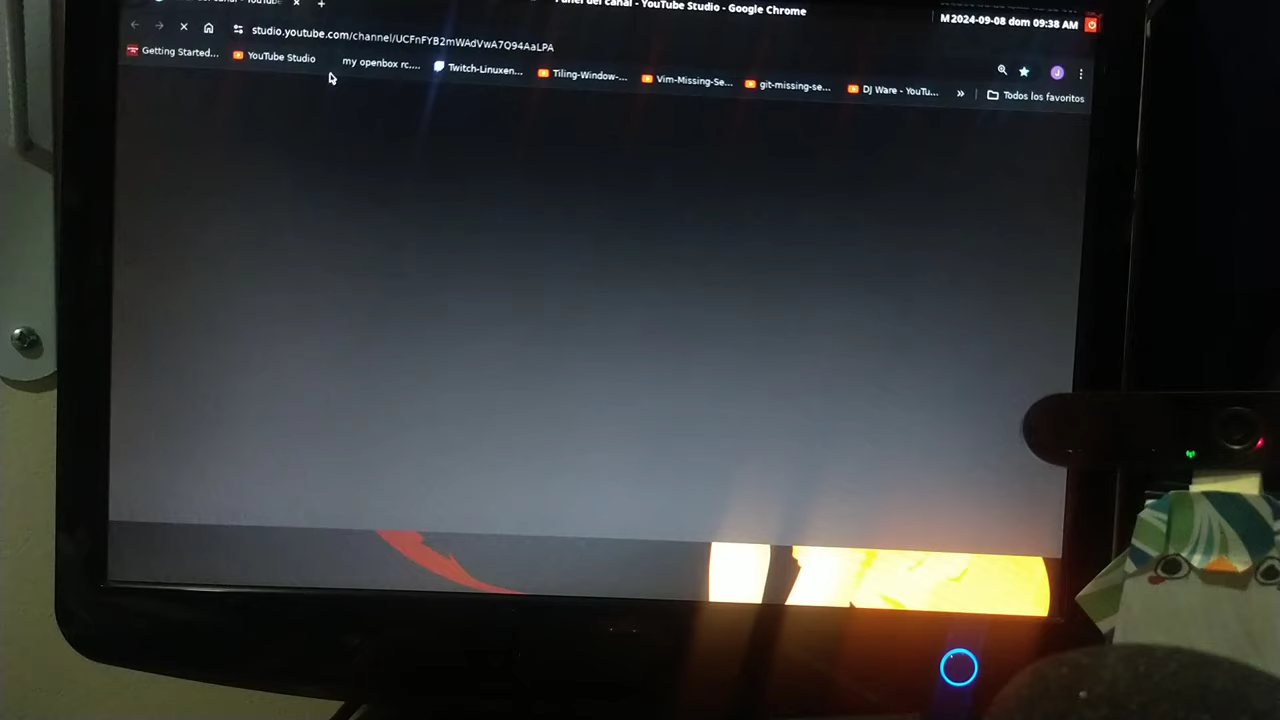 Panel del canal - YouTube Studio - Google Chrome
M 2024-09-08 dom 09:38 AM
studio.youtube.com/channel/UCFnFYB2mWAdVwA7Q94AaLPA
Getting Started... YouTube Studio my openbox rc.... Twitch-Linuxen... Tiling-Window-... Vim-Missing-Se... git-missing-se... DJ Ware - YouTu... » Todos los favoritos